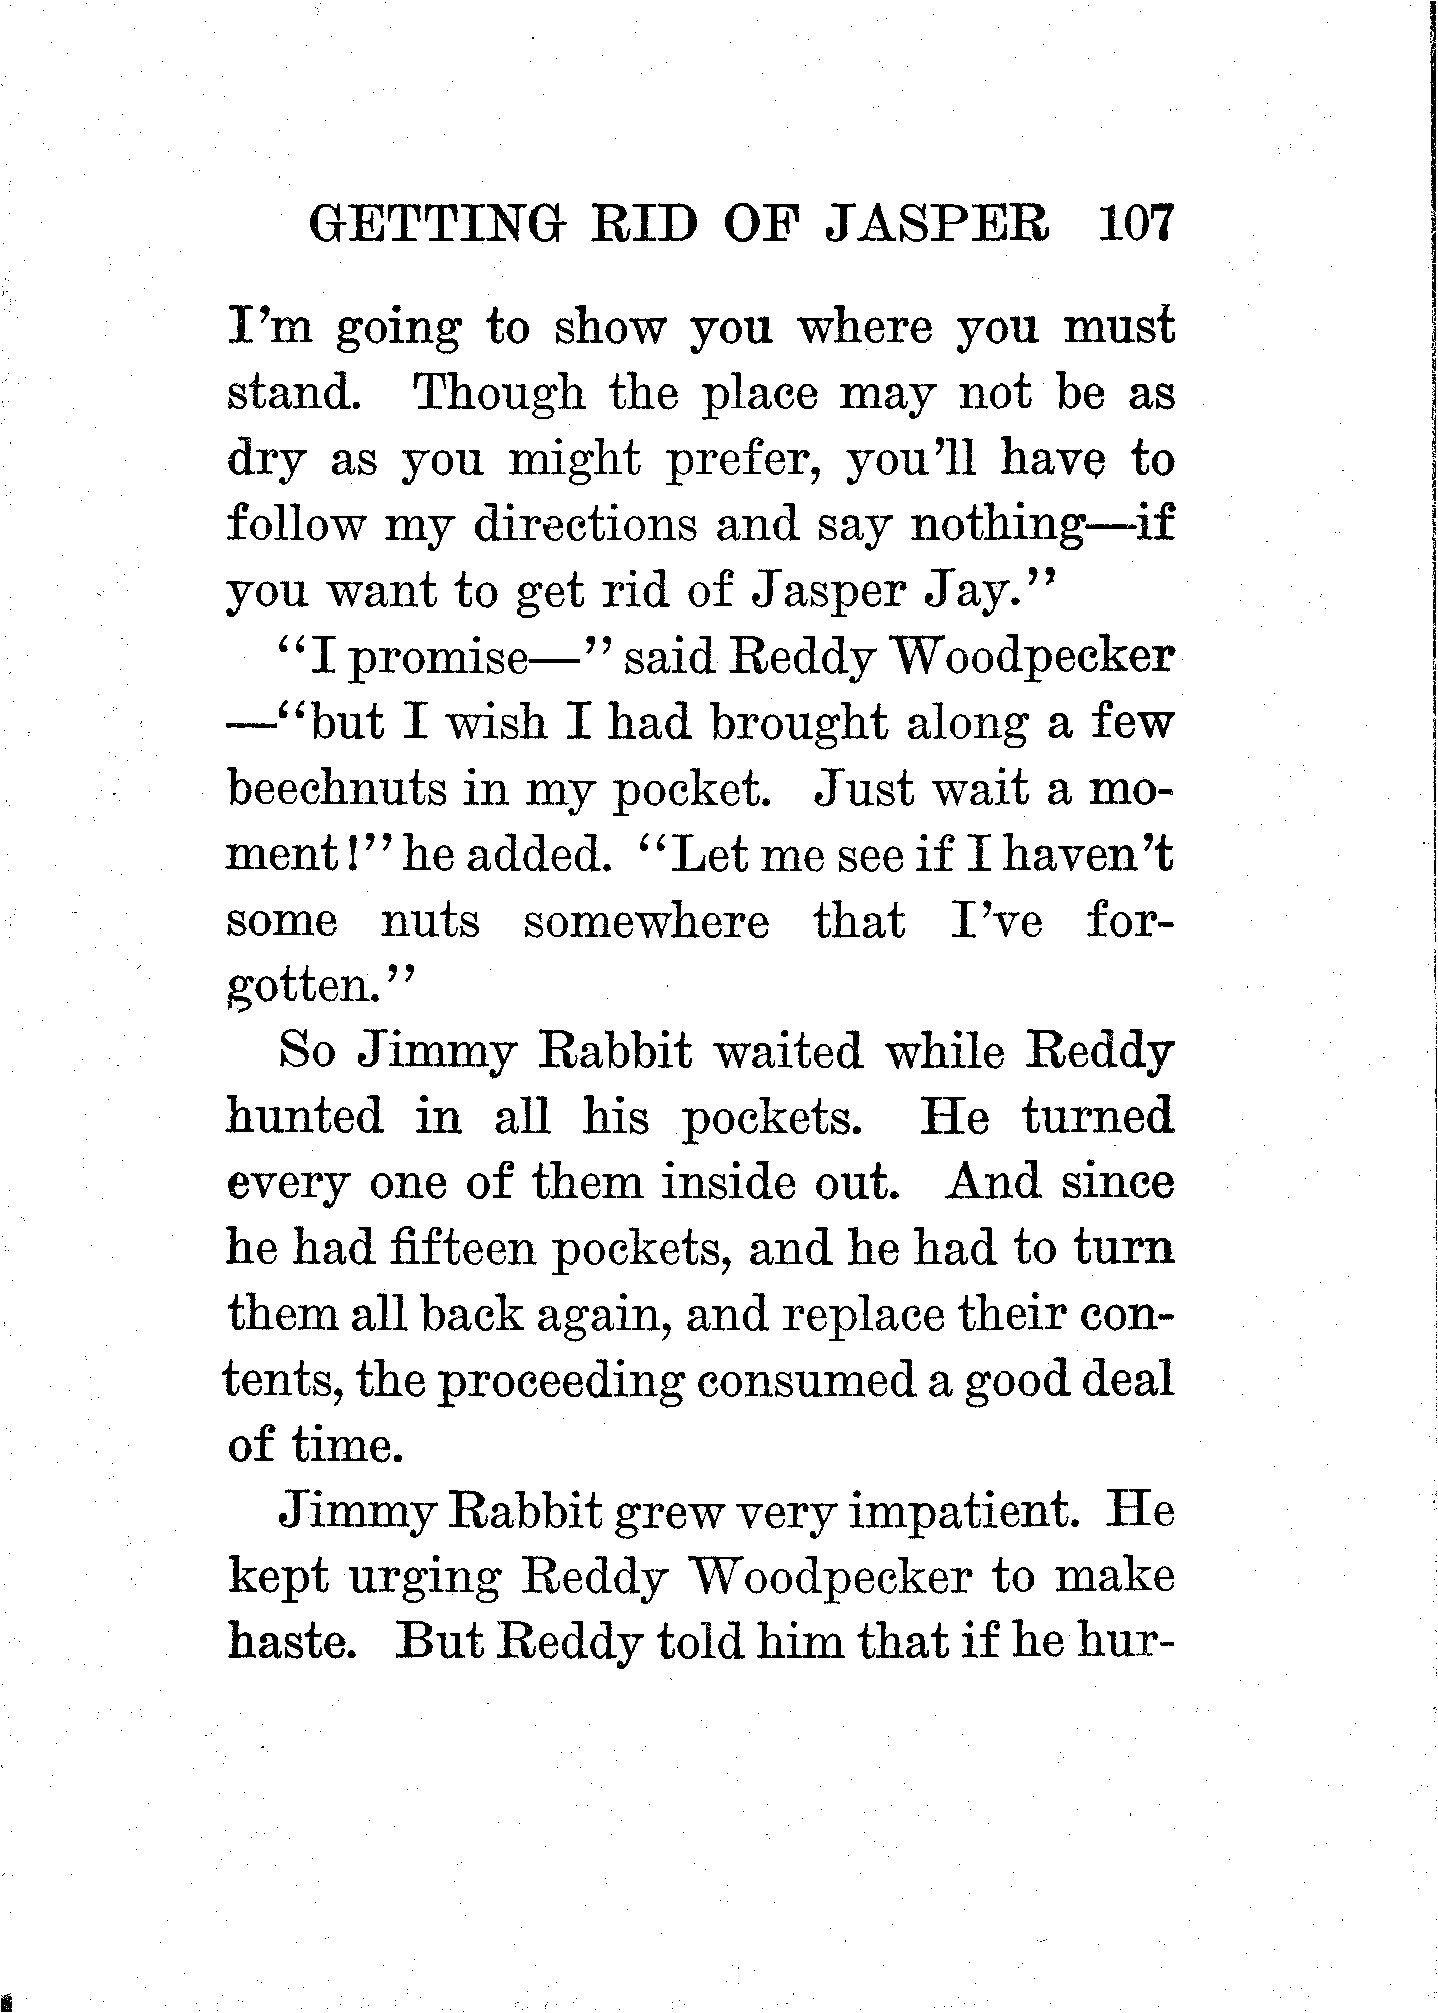 GETTING RID OF JASPER 107
I'm going to show you where you must
stand. Though the place may not be as
dry as you might prefer, you'll have to
follow my directions and say nothing—if
you want to get rid of Jasper Jay."
"I promise—" said Reddy Woodpecker
—"but I wish I had brought along a few
beechnuts in my pocket. Just wait a mo-
ment!" he added. "Let me see if I haven't
some nuts somewhere that I've for-
gotten."
So Jimmy Rabbit waited while Reddy
hunted in all his pockets. He turned
every one of them inside out. And since
he had fifteen pockets, and he had to turn
them all back again, and replace their con-
tents, the proceeding consumed a good deal
of time.
Jimmy Rabbit grew very impatient. He
kept urging Reddy Woodpecker to make
haste. But Reddy told him that if he hur-